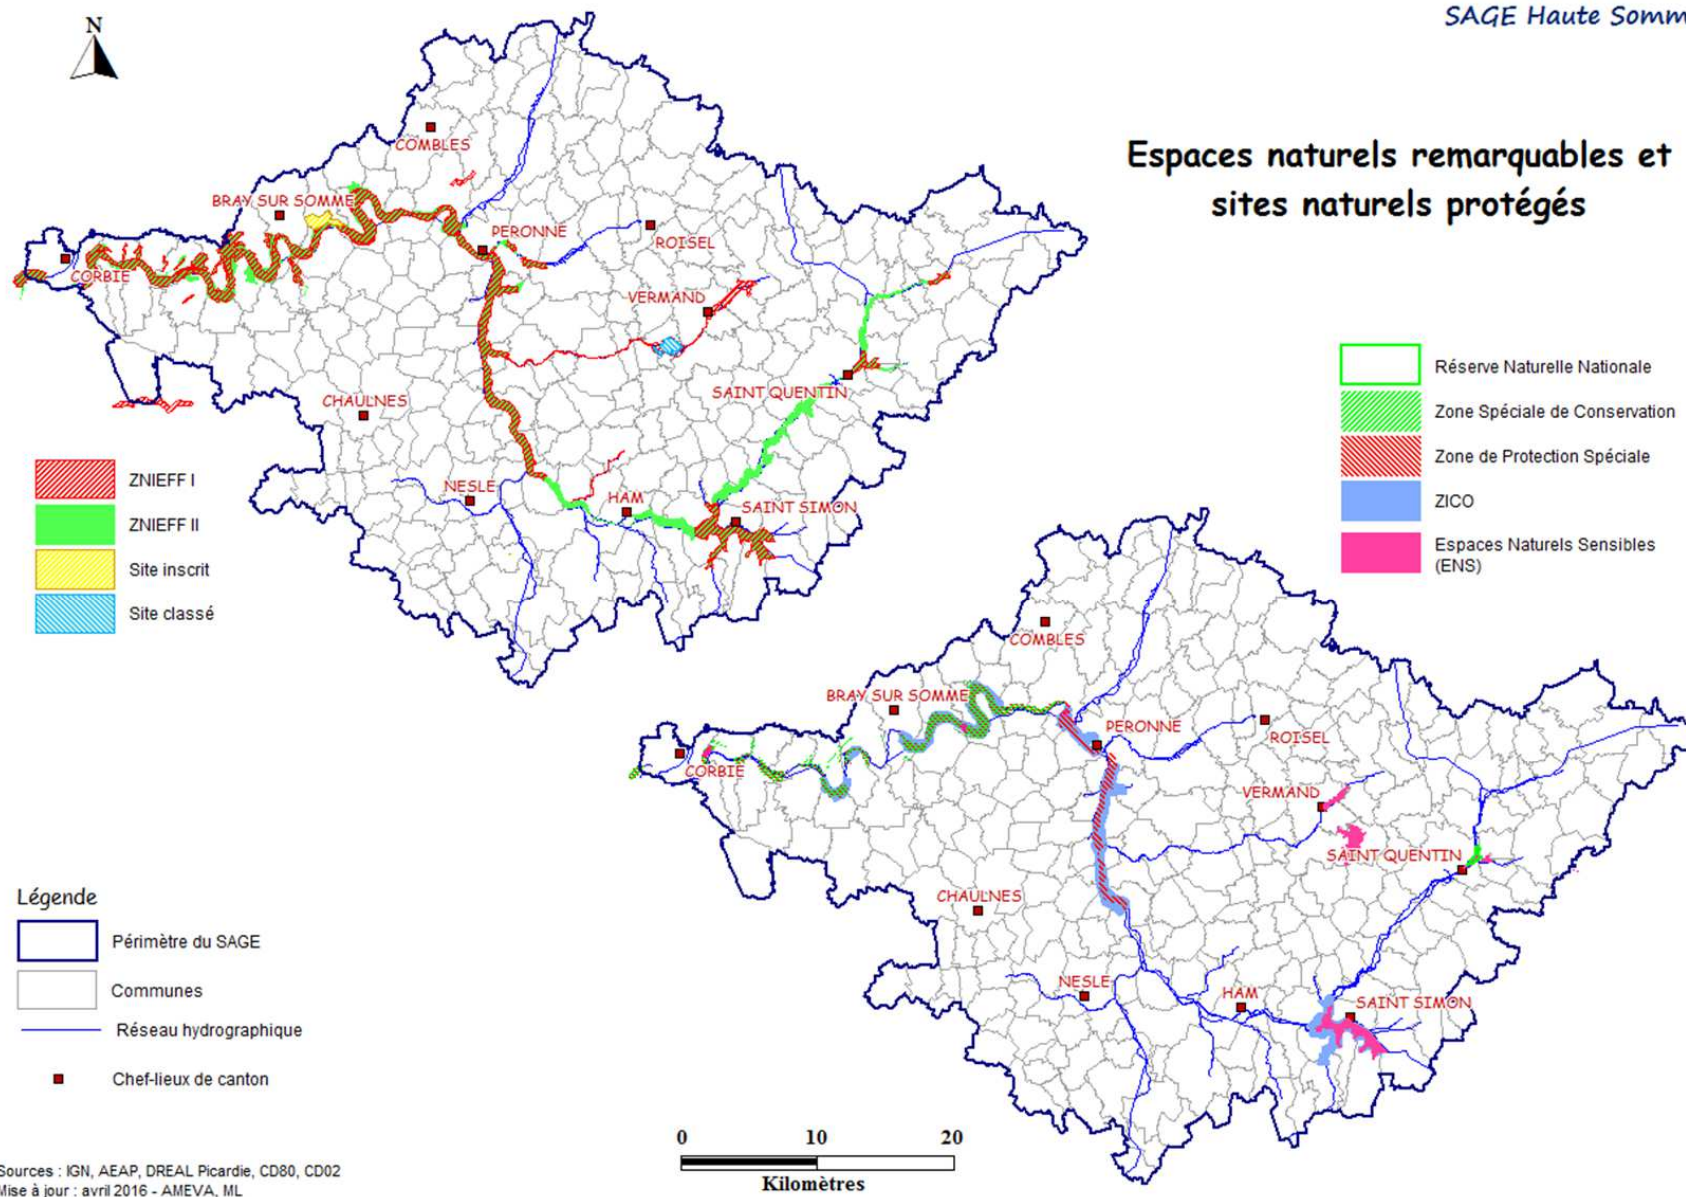 SAGE Haute Somm
N
Espaces naturels remarquables et
sites naturels protégés
COMBLES
BRAY SUR SOMME
PERONNE
ROISEL
CORBIE
VERMAND
SAINT QUENTIN
CHAULNES
NESLE
HAM
SAINT SIMON
ZNIEFF I
ZNIEFF II
Site inscrit
Site classé
Réserve Naturelle Nationale
Zone Spéciale de Conservation
Zone de Protection Spéciale
ZICO
Espaces Naturels Sensibles
(ENS)
COMBLES
BRAY SUR SOMME
PERONNE
ROISEL
CORBIE
VERMAND
SAINT QUENTIN
CHAULNES
NESLE
HAM
SAINT SIMON
Légende
Périmètre du SAGE
Communes
Réseau hydrographique
Chef-lieux de canton
0 10 20
Kilomètres
Sources : IGN, AEAP, DREAL Picardie, CD80, CD02
Mise à jour : avril 2016 - AMEVA, ML